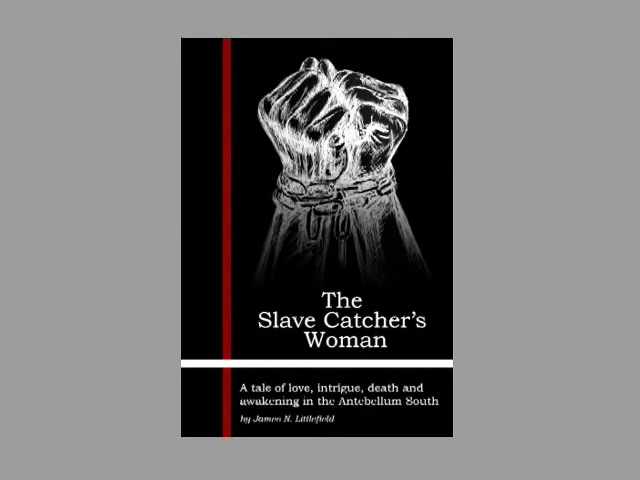 The
Slave Catcher's
Woman
A tale of love, intrigue, death and
awakening in the Antebellum South
by James N. Littlefield